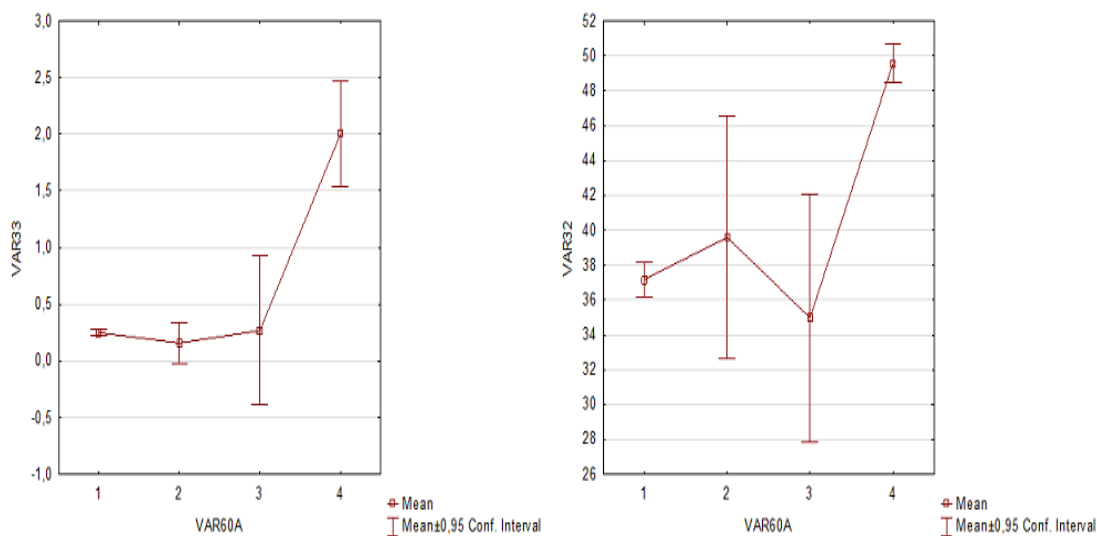 3,0
2,5
2,0
1,5
1,0
0,5
0,0
-0,5
-1,0
VAR33
1 2 3 4
VAR60A
Mean
Mean±0,95 Conf. Interval
52
50
48
46
44
42
40
38
36
34
32
30
28
26
VAR32
1 2 3 4
VAR60A
Mean
Mean±0,95 Conf. Interval